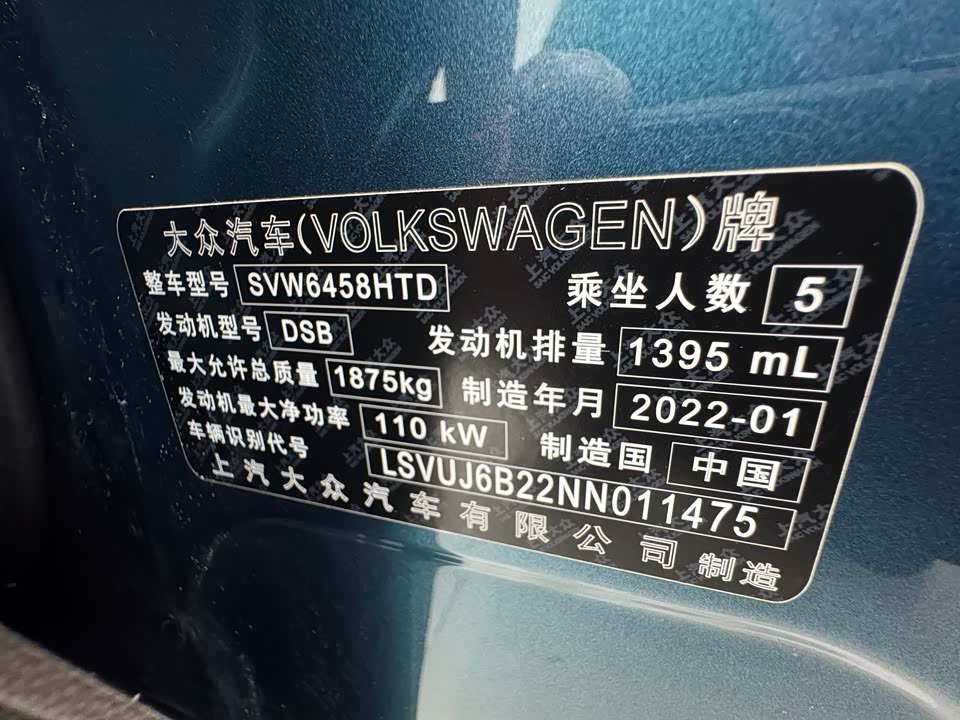 大众汽车(VOLKSWAGEN)牌
整车型号 SVW6458HTD 乘坐人数 5
发动机型号 DSB 发动机排量 1395 mL
最大允许总质量 1875kg 制造年月 2022-01
发动机最大净功率 110 kW 制造国 中国
车辆识别代号 LSVUJ6B22NN011475
上汽大众汽车有限公司制造